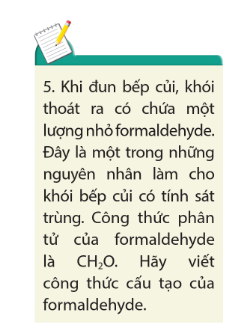 5. Khi đun bếp củi, khói
thoát ra có chứa một
lượng nhỏ formaldehyde.
Đây là một trong những
nguyên nhân làm cho
khói bếp củi có tính sát
trùng. Công thức phân
tử của formaldehyde
là CH₂O. Hãy viết
công thức cấu tạo của
formaldehyde.